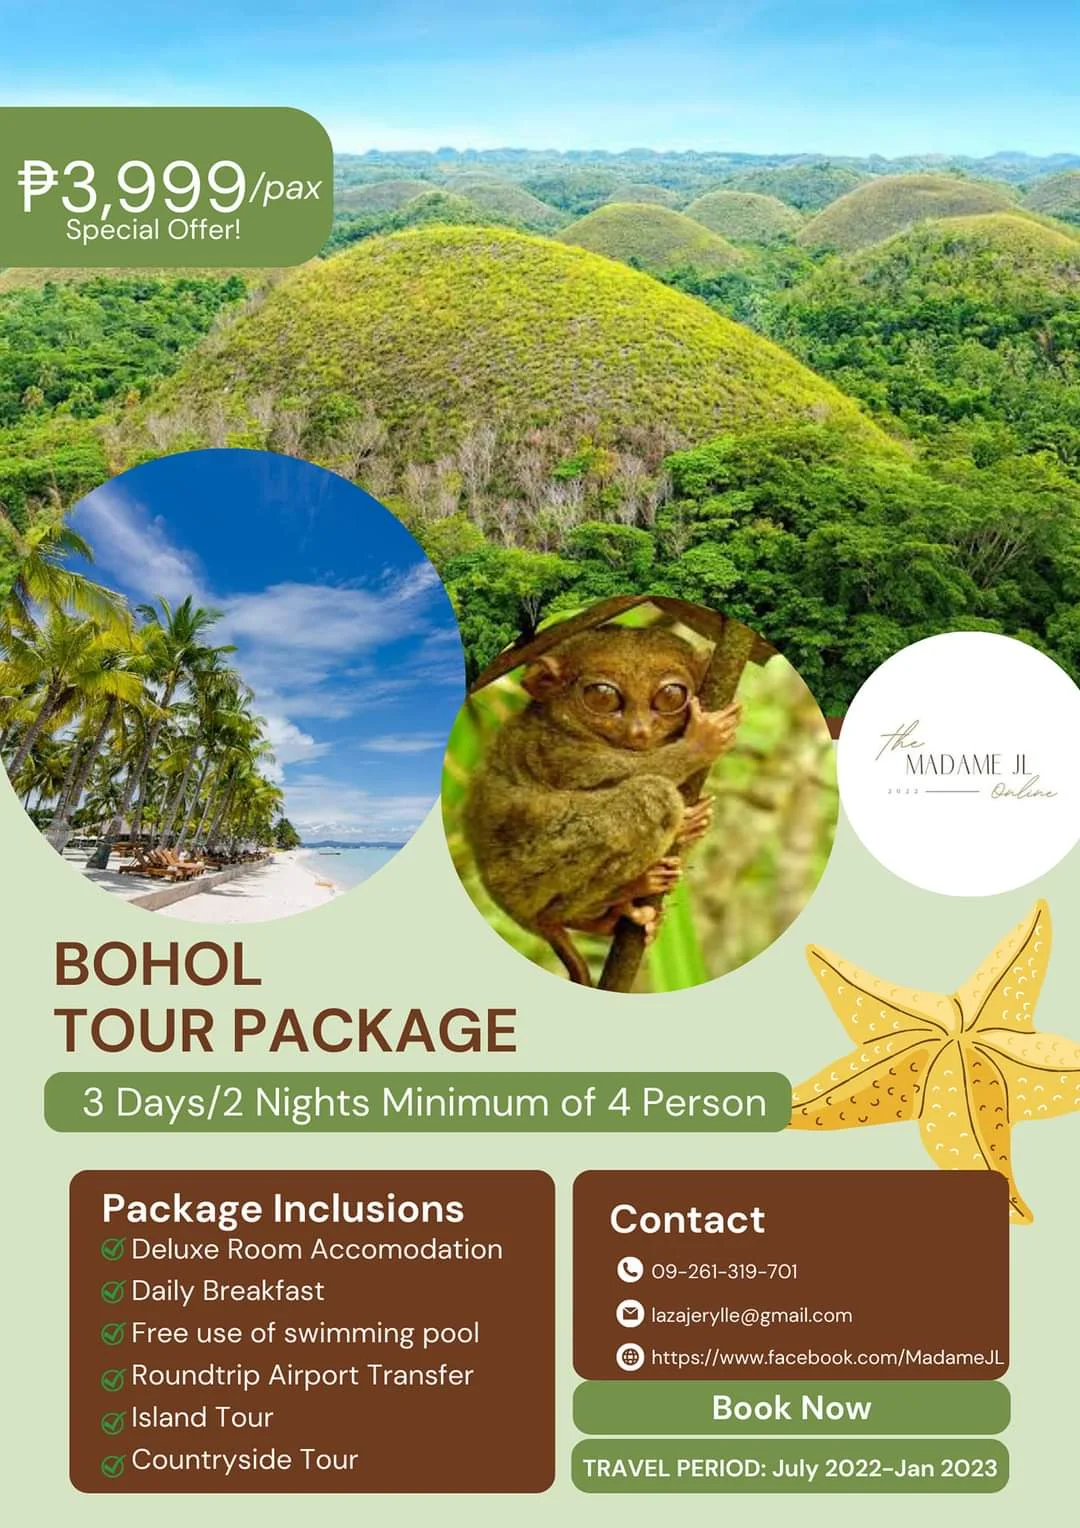 ₱3,999/pax
Special Offer!
the
MADAME JL
2022
Online
BOHOL
TOUR PACKAGE
3 Days/2 Nights Minimum of 4 Person
Package Inclusions
Deluxe Room Accomodation
Daily Breakfast
Free use of swimming pool
Roundtrip Airport Transfer
Island Tour
Countryside Tour
Contact
09-261-319-701
lazajerylle@gmail.com
https://www.facebook.com/MadameJL
Book Now
TRAVEL PERIOD: July 2022-Jan 2023